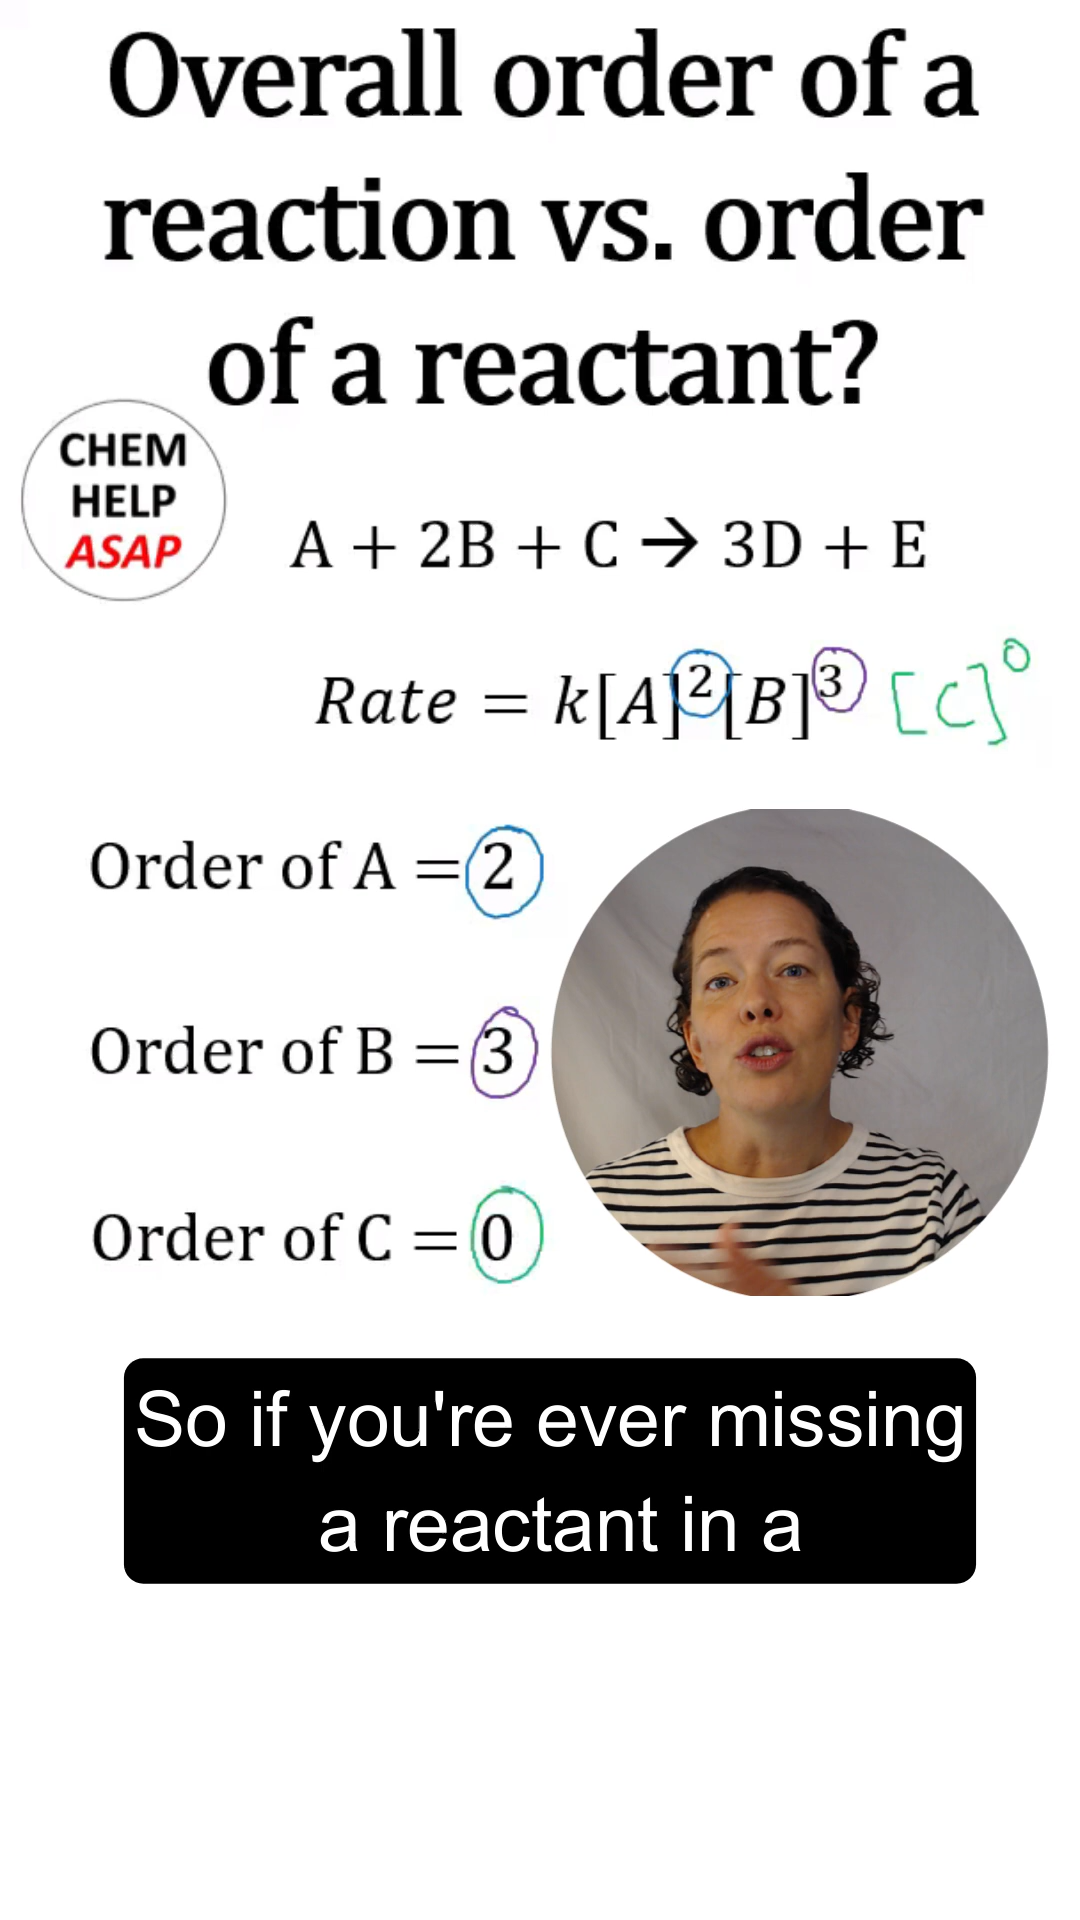 Overall order of a
reaction vs. order
of a reactant?
CHEM
HELP
ASAP
A + 2B + C → 3D + E
Rate = k[A]²[B]³ [C]⁰
Order of A = 2
Order of B = 3
Order of C = 0
So if you're ever missing
a reactant in a